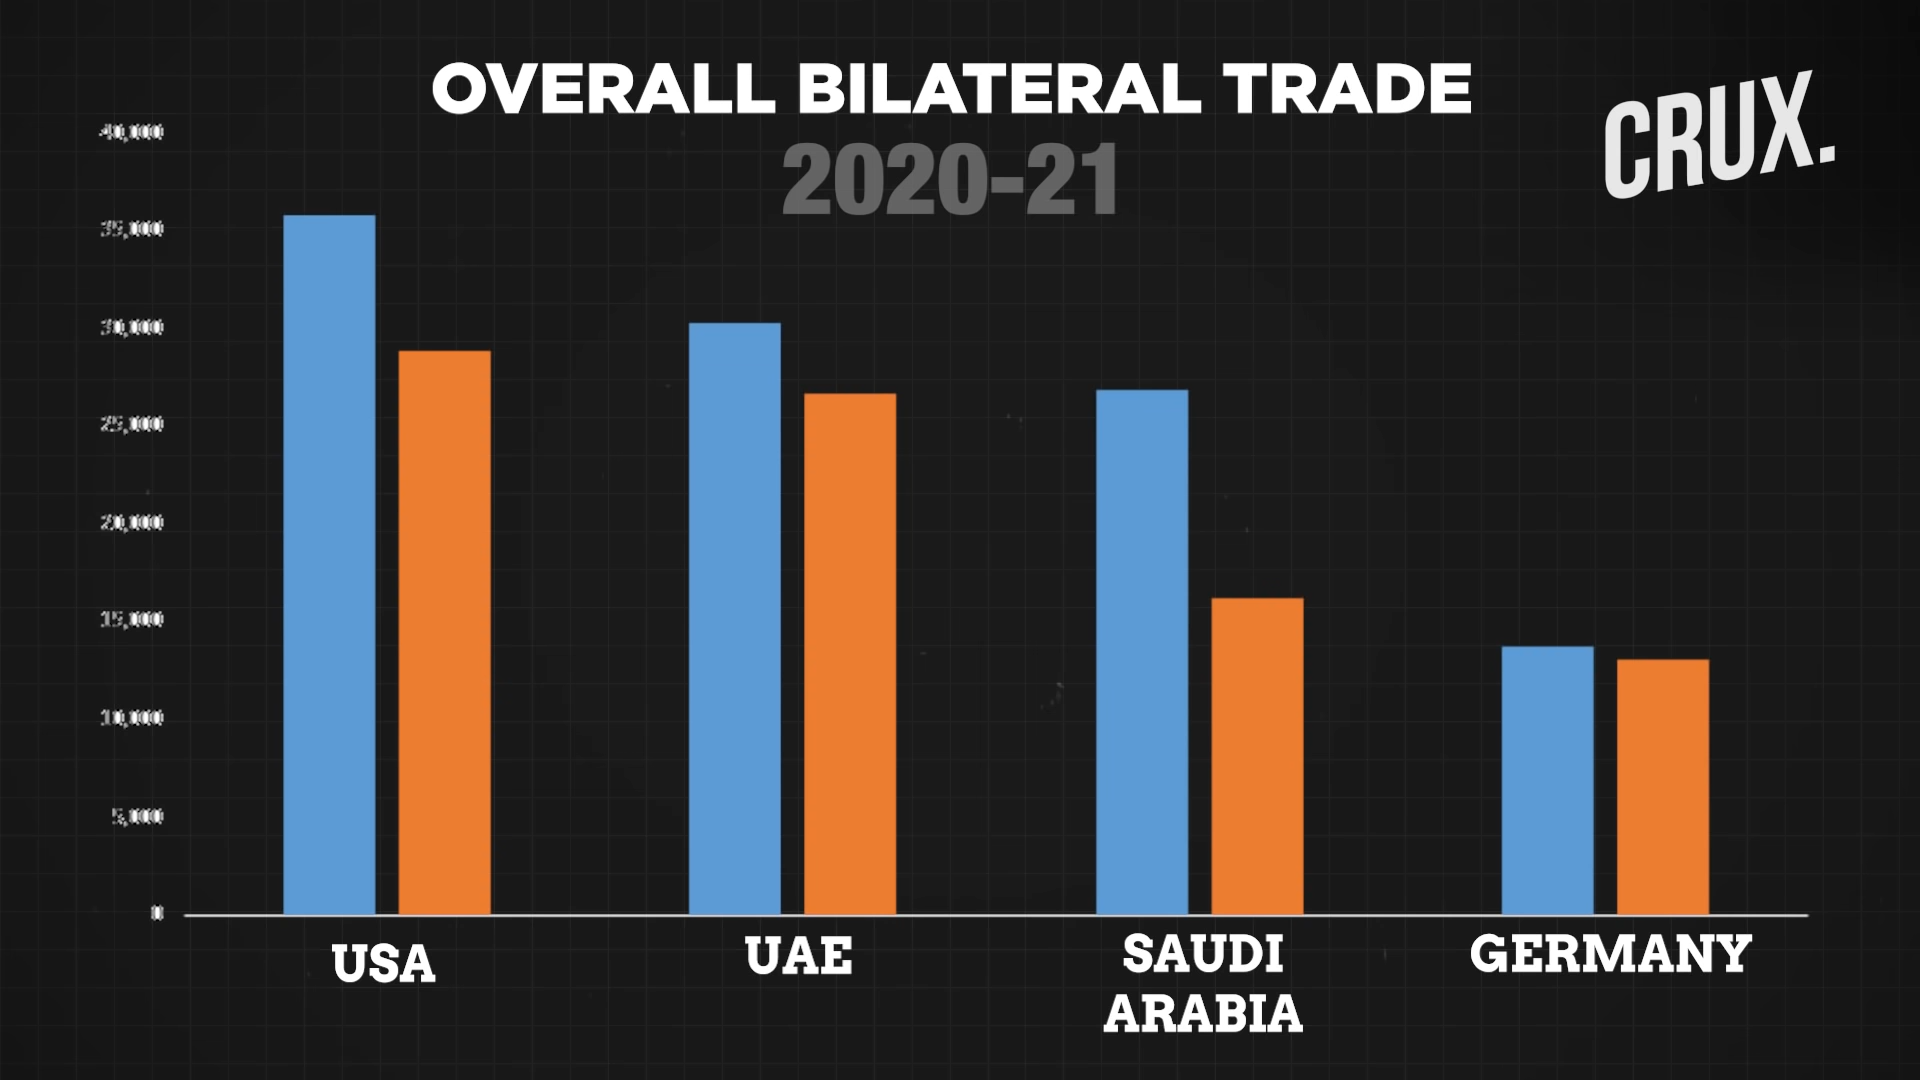 OVERALL BILATERAL TRADE
2020-21
CRUX.
40,000
35,000
30,000
25,000
20,000
15,000
10,000
5,000
0
USA
UAE
SAUDI
ARABIA
GERMANY